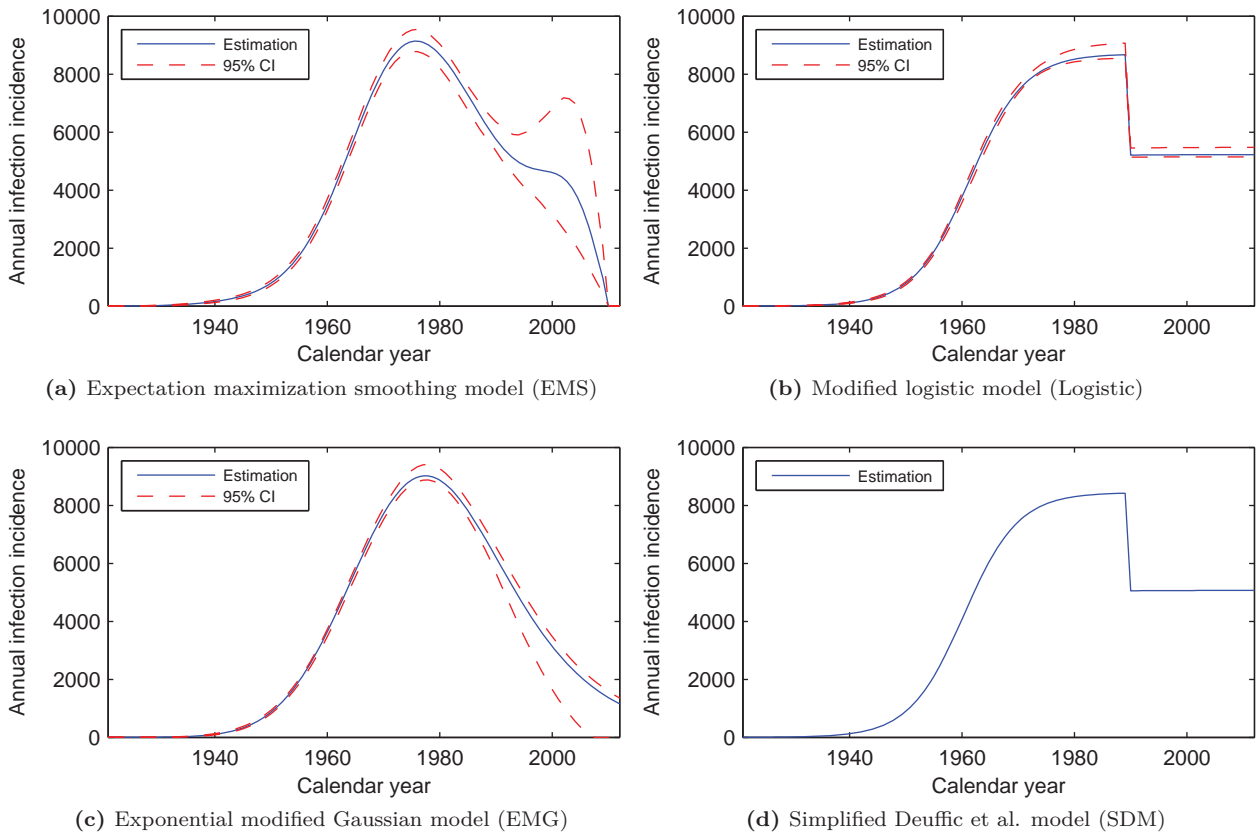 10000
8000
6000
4000
2000
0
Annual infection incidence
Estimation
95% CI
1940 1960 1980 2000
Calendar year
(a) Expectation maximization smoothing model (EMS)
10000
8000
6000
4000
2000
0
Annual infection incidence
Estimation
95% CI
1940 1960 1980 2000
Calendar year
(b) Modified logistic model (Logistic)
10000
8000
6000
4000
2000
0
Annual infection incidence
Estimation
95% CI
1940 1960 1980 2000
Calendar year
(c) Exponential modified Gaussian model (EMG)
10000
8000
6000
4000
2000
0
Annual infection incidence
Estimation
1940 1960 1980 2000
Calendar year
(d) Simplified Deuffic et al. model (SDM)